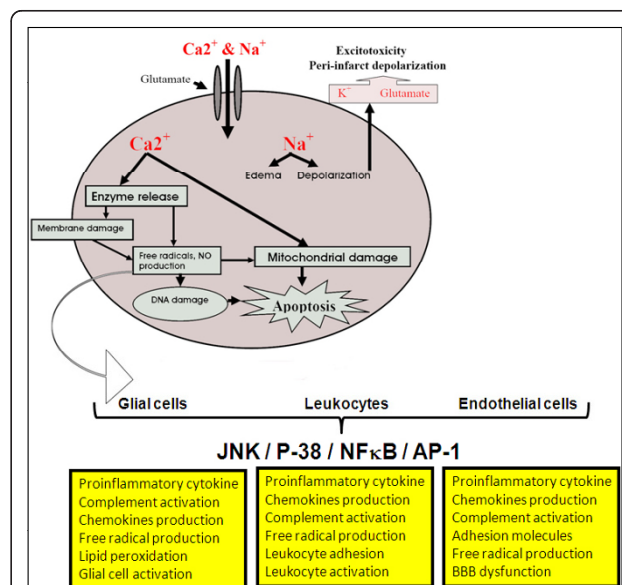 Ca2+ & Na+
Excitotoxicity
Peri-infarct depolarization
Glutamate
K- Glutamate
Ca2+
Na+
Edema Depolarization
Enzyme release
Membrane damage
Free radicals, NO
production
Mitochondrial damage
DNA damage
Apoptosis
Glial cells Leukocytes Endothelial cells
JNK / P-38 / NFκB / AP-1
Proinflammatory cytokine
Complement activation
Chemokines production
Free radical production
Lipid peroxidation
Glial cell activation
Proinflammatory cytokine
Chemokines production
Complement activation
Free radical production
Leukocyte adhesion
Leukocyte activation
Proinflammatory cytokine
Chemokines production
Complement activation
Adhesion molecules
Free radical production
BBB dysfunction